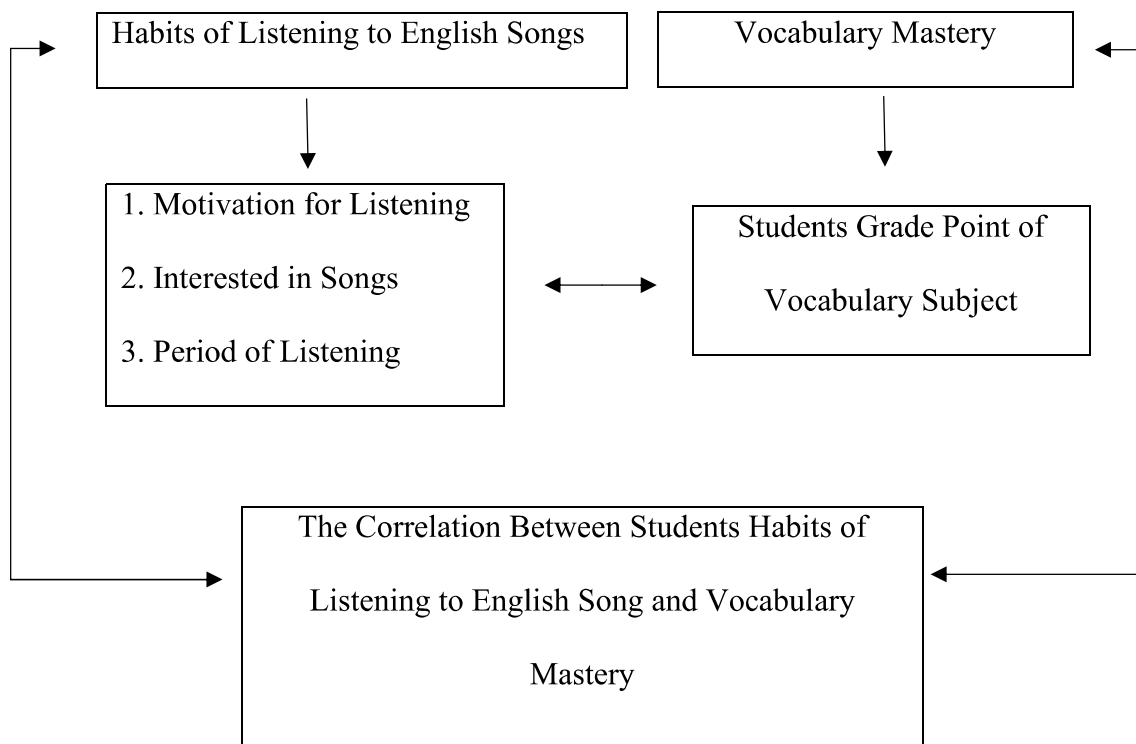 Habits of Listening to English Songs
Vocabulary Mastery
1. Motivation for Listening
2. Interested in Songs
3. Period of Listening
Students Grade Point of
Vocabulary Subject
The Correlation Between Students Habits of
Listening to English Song and Vocabulary
Mastery